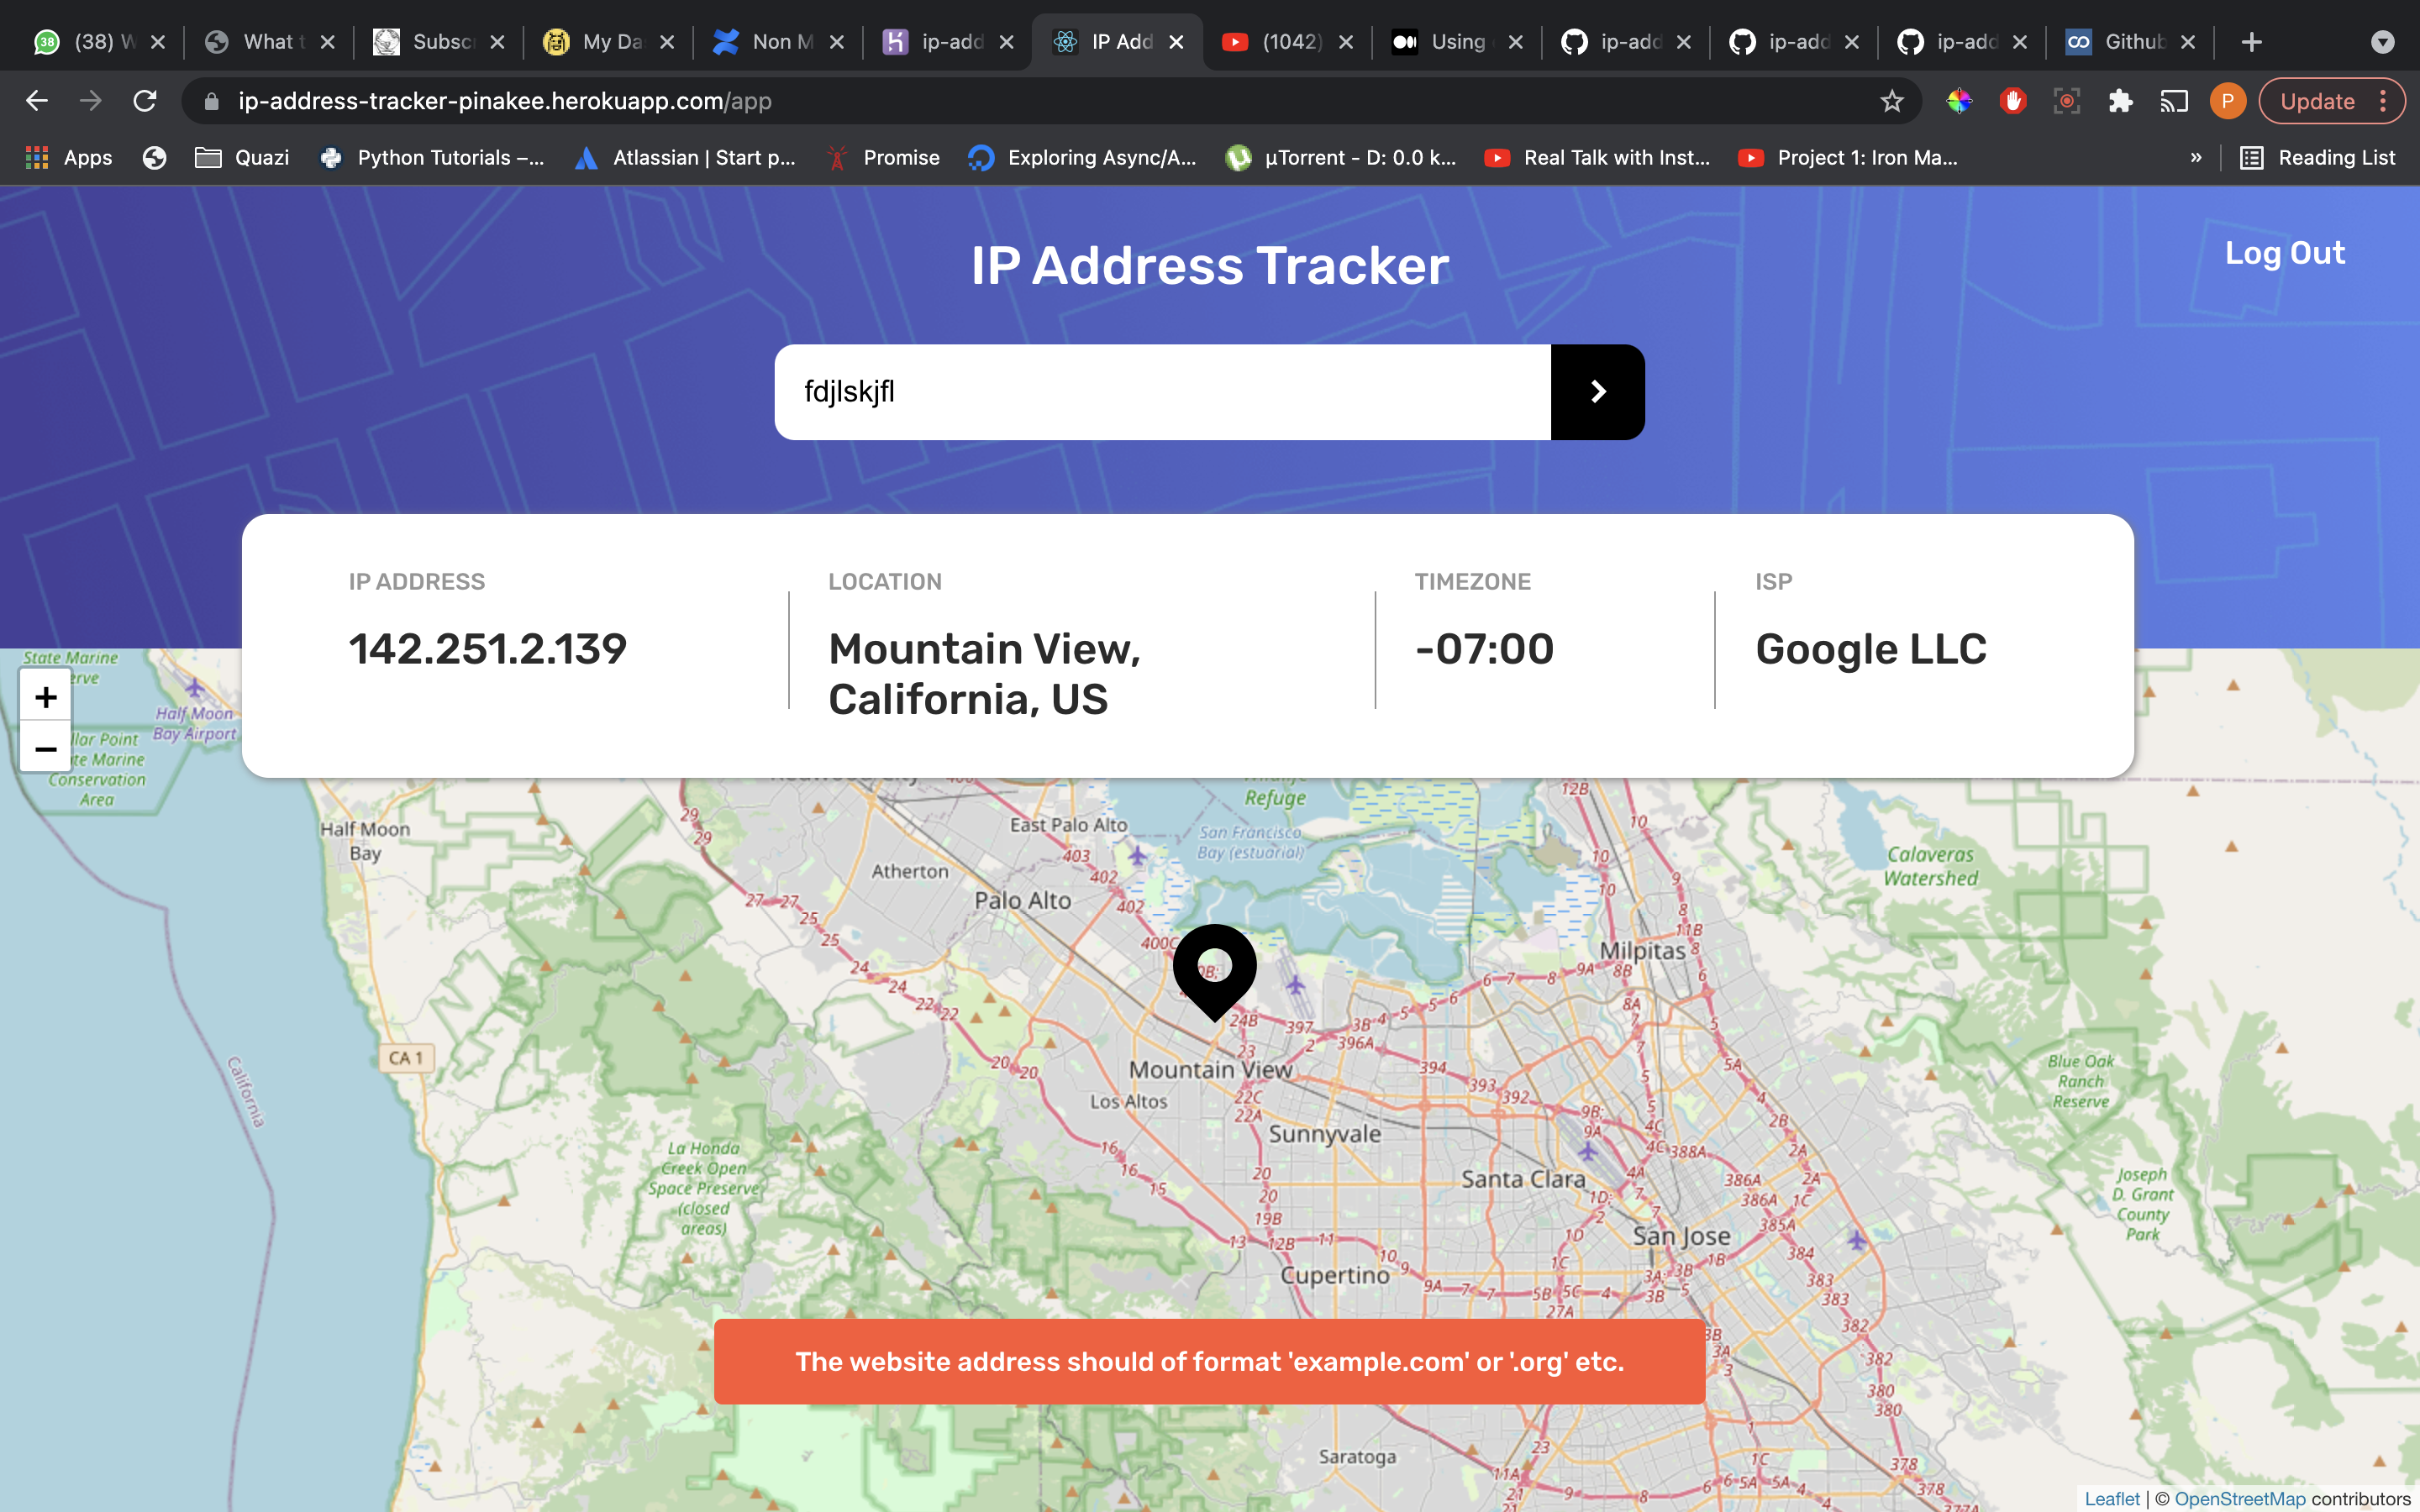 (38) W
What t
Subsc
My Da
Non M
ip-add
IP Add
(1042)
Using
ip-add
ip-add
ip-add
Github
ip-address-tracker-pinakee.herokuapp.com/app
P
Update
Apps
Quazi
Python Tutorials –...
Atlassian | Start p...
Promise
Exploring Async/A...
µTorrent - D: 0.0 k...
Real Talk with Inst...
Project 1: Iron Ma...
»
Reading List
IP Address Tracker
Log Out
fdjlskjfl
IP ADDRESS
142.251.2.139
LOCATION
Mountain View,
California, US
TIMEZONE
-07:00
ISP
Google LLC
+
−
State Marine
Half Moon
Bay Airport
Conservation
Area
Half Moon
Bay
Refuge
East Palo Alto
San Francisco
Bay (estuarial)
Atherton
Palo Alto
Calaveras
Watershed
Milpitas
CA 1
California
Mountain View
Los Altos
Sunnyvale
Santa Clara
San Jose
Cupertino
Blue Oak
Ranch
Reserve
La Honda
Creek Open
Space Preserve
(closed
areas)
Joseph
D. Grant
County
Park
The website address should of format 'example.com' or '.org' etc.
Saratoga
Leaflet | © OpenStreetMap contributors